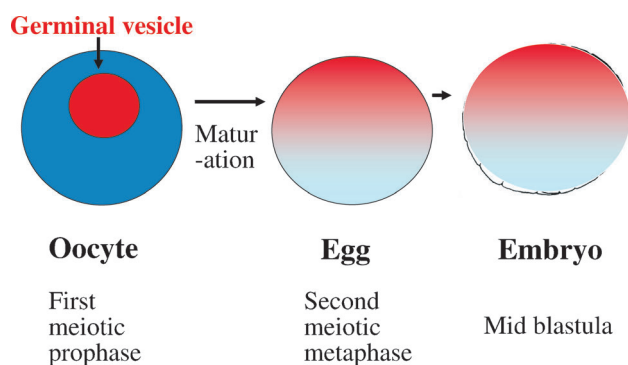 Germinal vesicle
Matur
-ation
Oocyte
Egg
Embryo
First
meiotic
prophase
Second
meiotic
metaphase
Mid blastula